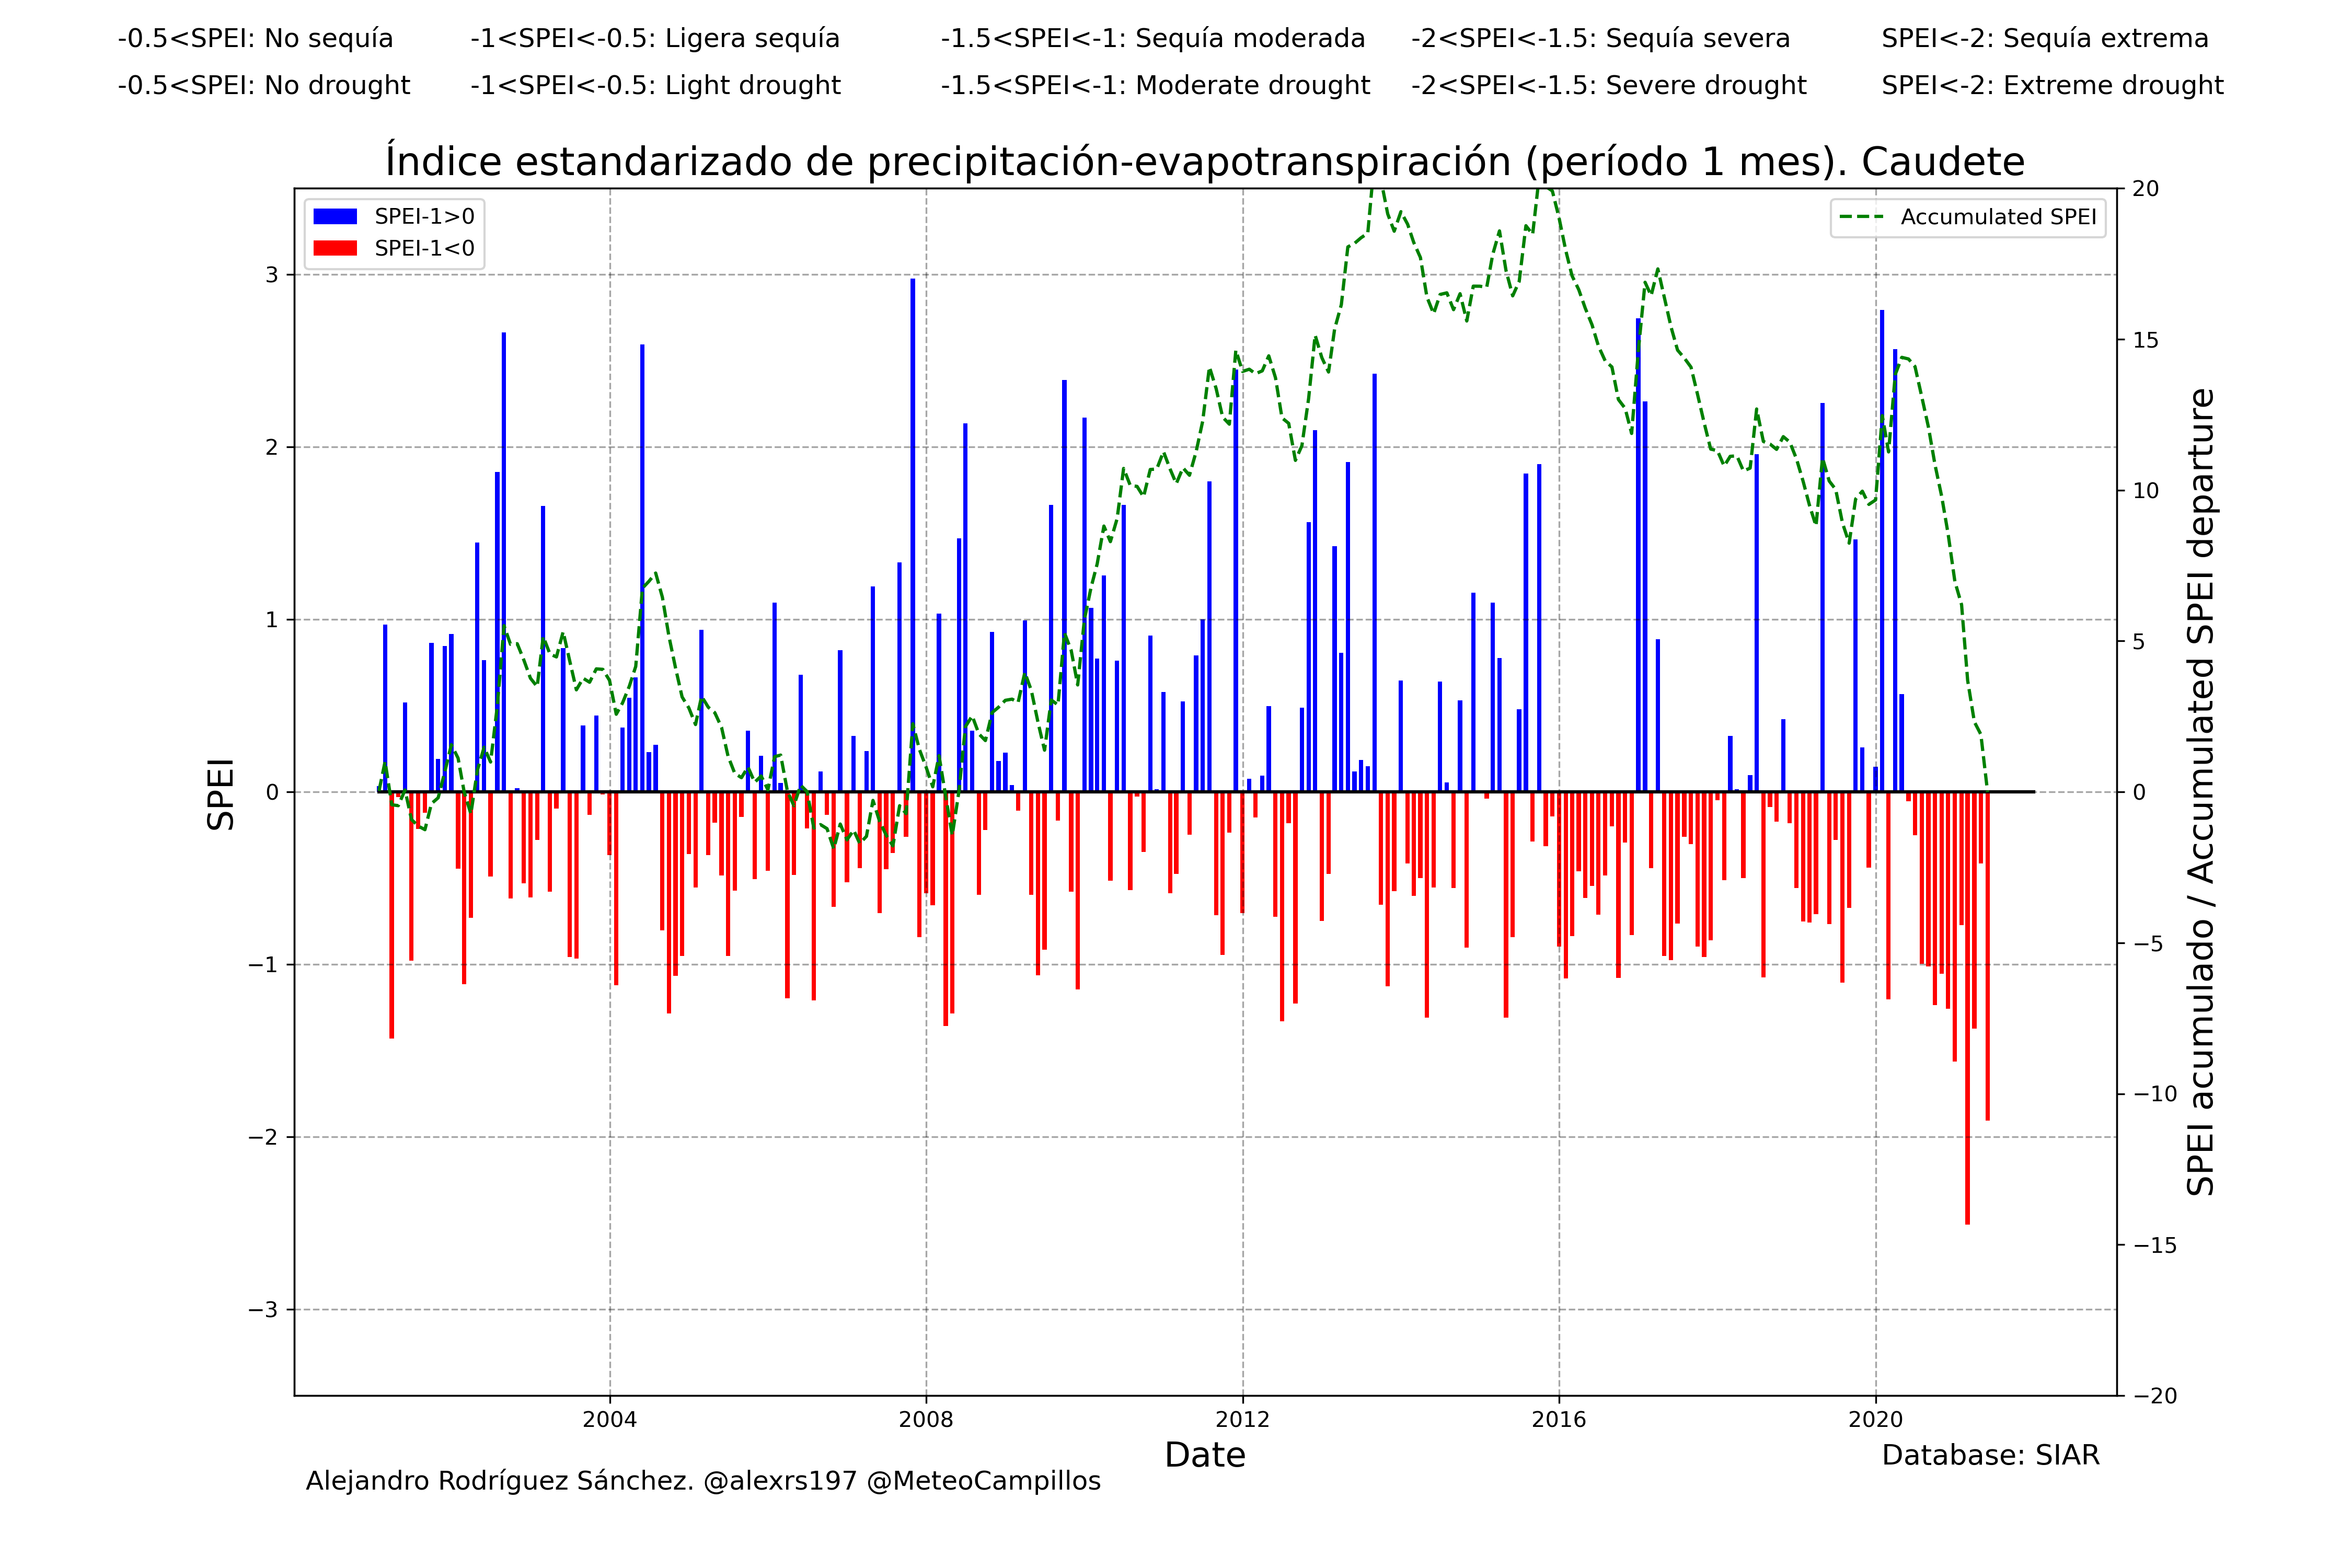 -0.5<SPEI: No sequía -1<SPEI<-0.5: Ligera sequía -1.5<SPEI<-1: Sequía moderada -2<SPEI<-1.5: Sequía severa SPEI<-2: Sequía extrema
-0.5<SPEI: No drought -1<SPEI<-0.5: Light drought -1.5<SPEI<-1: Moderate drought -2<SPEI<-1.5: Severe drought SPEI<-2: Extreme drought
Índice estandarizado de precipitación-evapotranspiración (período 1 mes). Caudete
SPEI-1>0
SPEI-1<0
Accumulated SPEI
SPEI
3
2
1
0
−1
−2
−3
20
15
10
5
0
−5
−10
−15
−20
SPEI acumulado / Accumulated SPEI departure
2004 2008 2012 2016 2020
Date
Database: SIAR
Alejandro Rodríguez Sánchez. @alexrs197 @MeteoCampillos